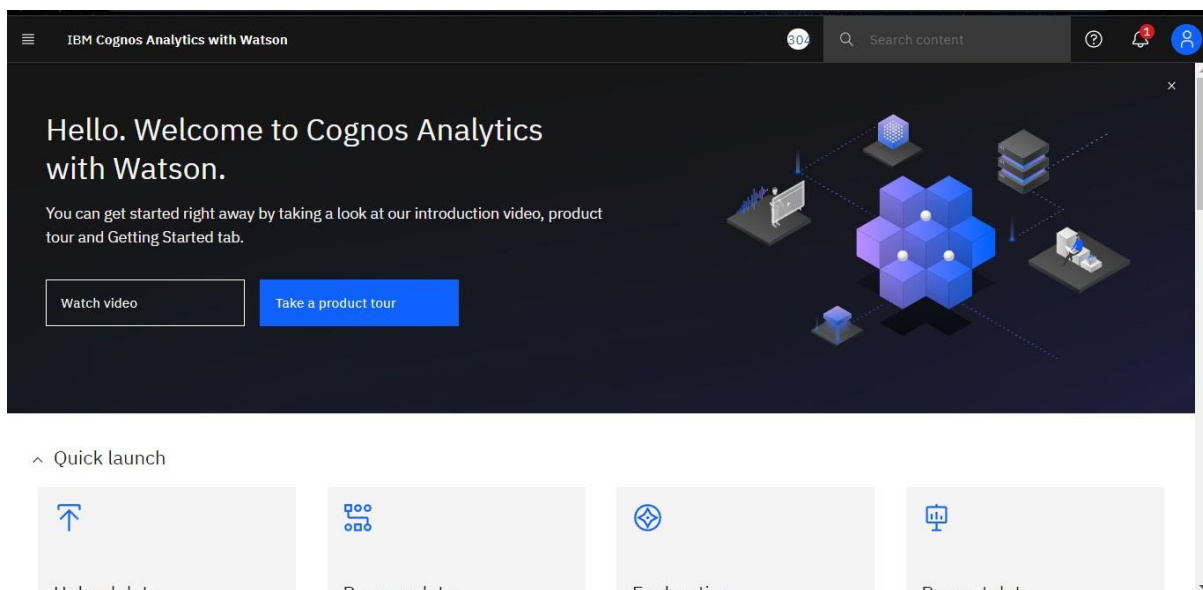 IBM Cognos Analytics with Watson
304
Search content
1
Hello. Welcome to Cognos Analytics
with Watson.
You can get started right away by taking a look at our introduction video, product
tour and Getting Started tab.
Watch video
Take a product tour
Quick launch